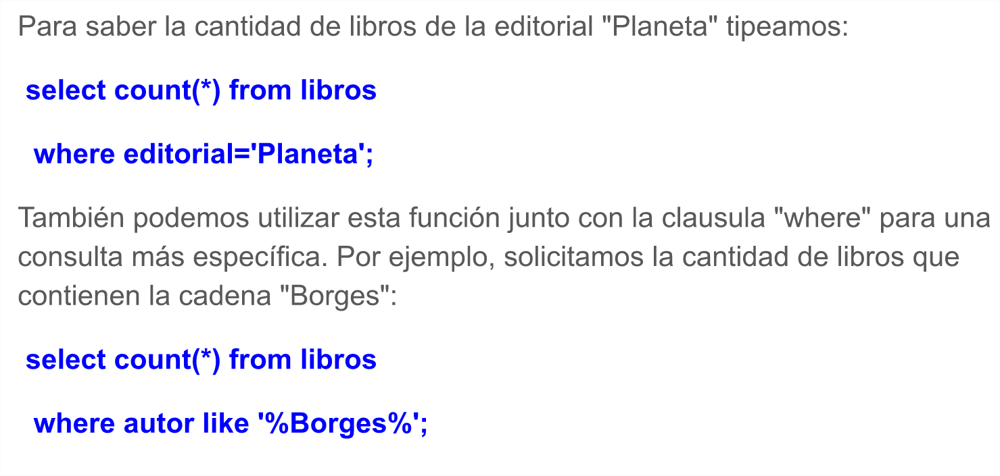 Para saber la cantidad de libros de la editorial "Planeta" tipeamos:
select count(*) from libros
where editorial='Planeta';
También podemos utilizar esta función junto con la clausula "where" para una
consulta más específica. Por ejemplo, solicitamos la cantidad de libros que
contienen la cadena "Borges":
select count(*) from libros
where autor like '%Borges%';